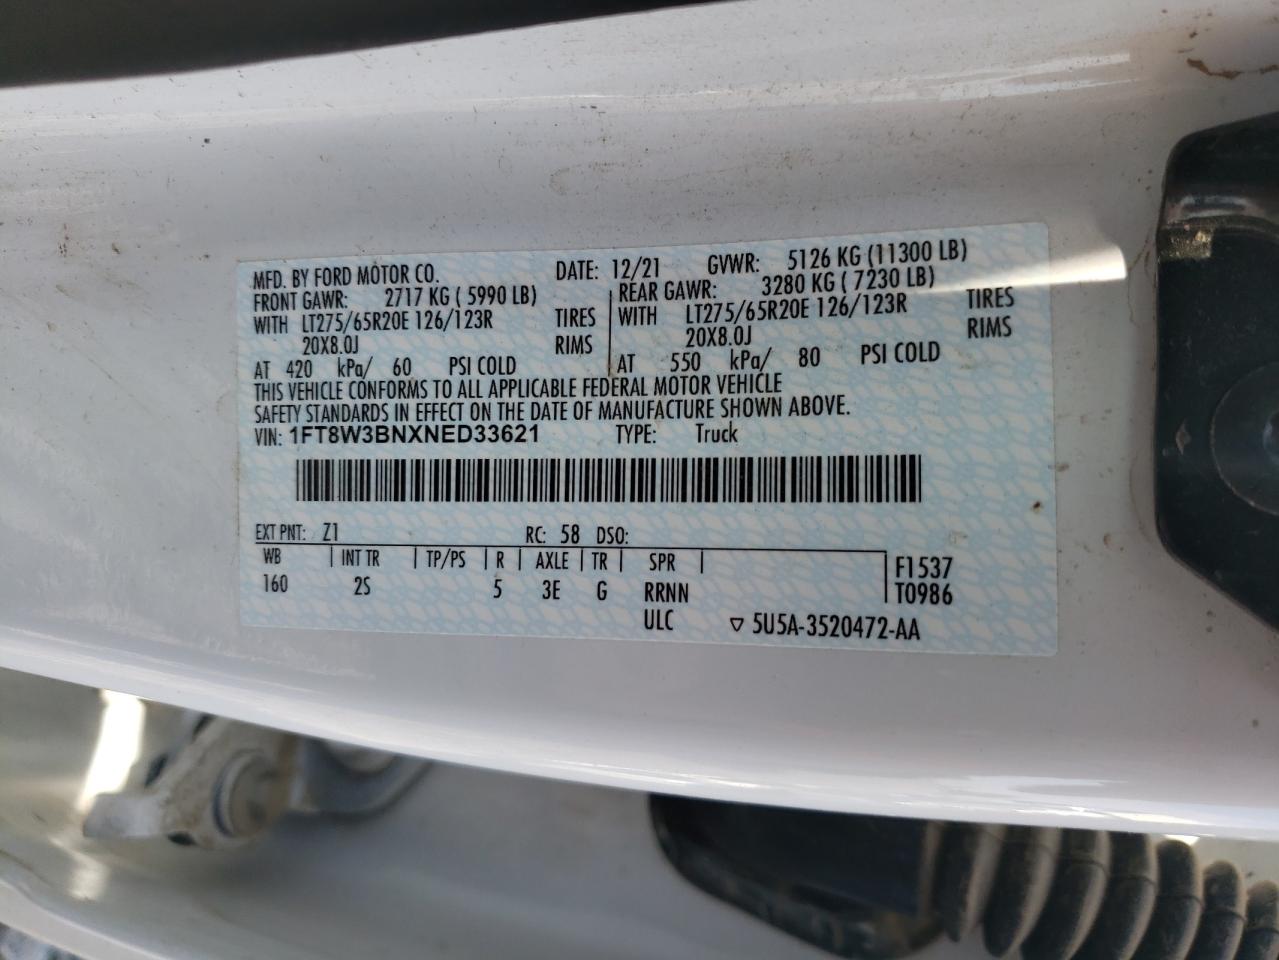 MFD. BY FORD MOTOR CO. DATE: 12/21 GVWR: 5126 KG (11300 LB)
FRONT GAWR: 2717 KG ( 5990 LB) REAR GAWR: 3280 KG ( 7230 LB)
WITH LT275/65R20E 126/123R TIRES WITH LT275/65R20E 126/123R TIRES
20X8.0J RIMS 20X8.0J RIMS
AT 420 kPa/ 60 PSI COLD AT 550 kPa/ 80 PSI COLD
THIS VEHICLE CONFORMS TO ALL APPLICABLE FEDERAL MOTOR VEHICLE
SAFETY STANDARDS IN EFFECT ON THE DATE OF MANUFACTURE SHOWN ABOVE.
VIN: 1FT8W3BNXNED33621 TYPE: Truck
EXT PNT: Z1 RC: 58 DSO:
WB INT TR TP/PS R AXLE TR SPR F1537
160 2S 5 3E G RRNN T0986
ULC ▽ 5U5A-3520472-AA